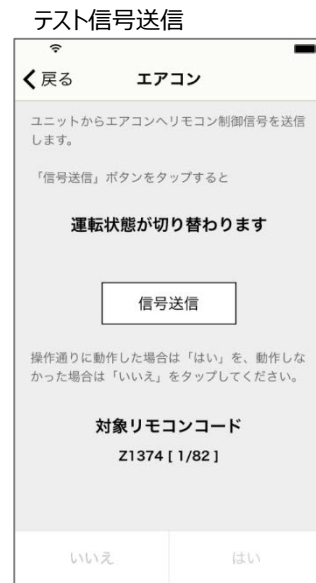 テスト信号送信
戻る エアコン
ユニットからエアコンへリモコン制御信号を送信
します。
「信号送信」ボタンをタップすると
運転状態が切り替わります
信号送信
操作通りに動作した場合は「はい」を、動作しな
かった場合は「いいえ」をタップしてください。
対象リモコンコード
Z1374 [ 1/82 ]
いいえ はい